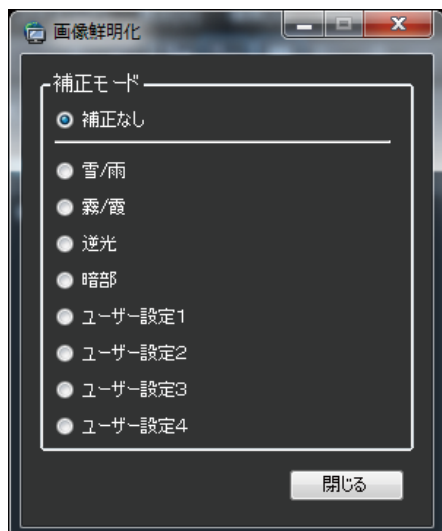 画像鮮明化
補正モード
補正なし
雪/雨
霧/霞
逆光
暗部
ユーザー設定1
ユーザー設定2
ユーザー設定3
ユーザー設定4
閉じる